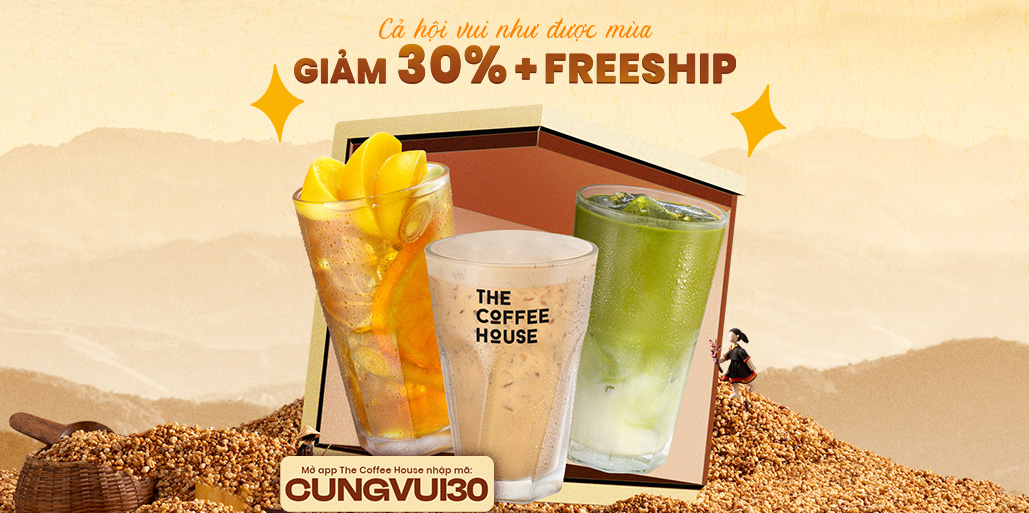 Cả hội vui như được mùa
GIẢM 30% + FREESHIP
THE
COFFEE
HOUSE
Mở app The Coffee House nhập mã:
CUNGVUI30